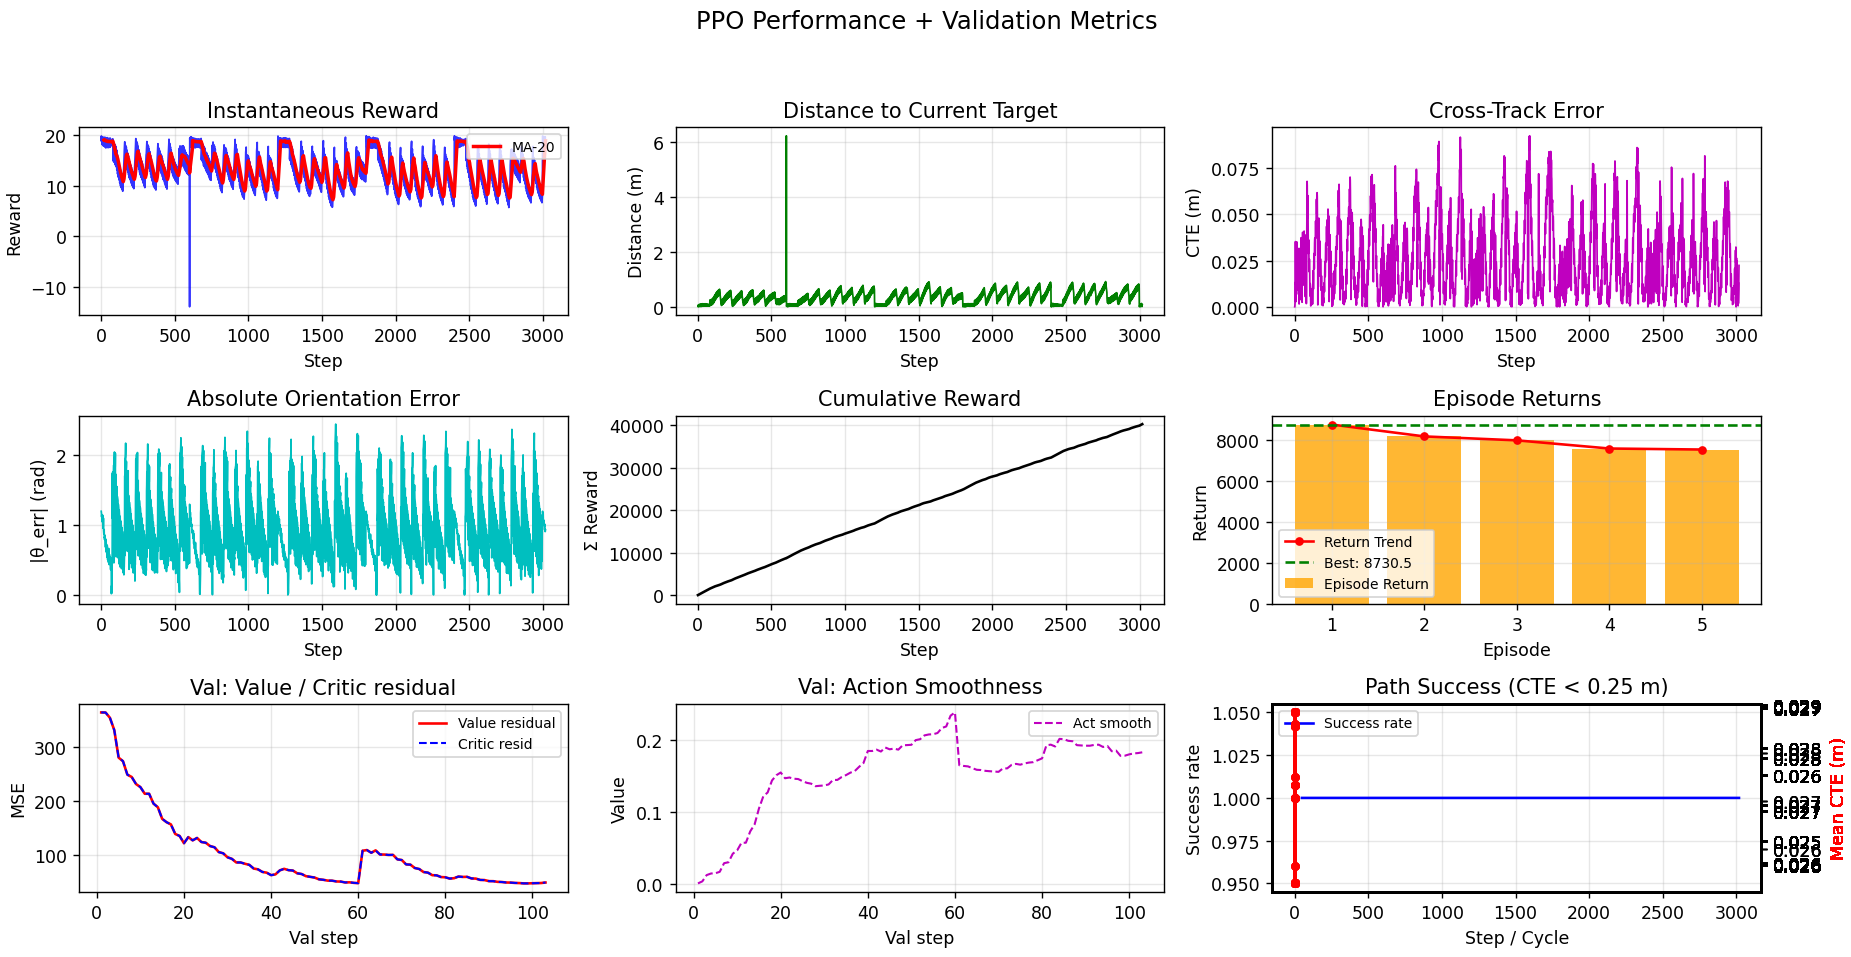 PPO Performance + Validation Metrics
Instantaneous Reward
20
10
0
−10
Reward
MA-20
0 500 1000 1500 2000 2500 3000
Step
Distance to Current Target
6
4
2
0
Distance (m)
0 500 1000 1500 2000 2500 3000
Step
Cross-Track Error
0.075
0.050
0.025
0.000
CTE (m)
0 500 1000 1500 2000 2500 3000
Step
Absolute Orientation Error
2
1
0
|θ_err| (rad)
0 500 1000 1500 2000 2500 3000
Step
Cumulative Reward
40000
30000
20000
10000
0
Σ Reward
0 500 1000 1500 2000 2500 3000
Step
Episode Returns
8000
6000
4000
2000
0
Return
Return Trend
Best: 8730.5
Episode Return
1 2 3 4 5
Episode
Val: Value / Critic residual
300
200
100
MSE
Value residual
Critic resid
0 20 40 60 80 100
Val step
Val: Action Smoothness
0.2
0.1
0.0
Value
Act smooth
0 20 40 60 80 100
Val step
Path Success (CTE < 0.25 m)
1.050
1.025
1.000
0.975
0.950
Success rate
Success rate
0.028
0.026
0.027
0.025
0.026
Mean CTE (m)
0 500 1000 1500 2000 2500 3000
Step / Cycle